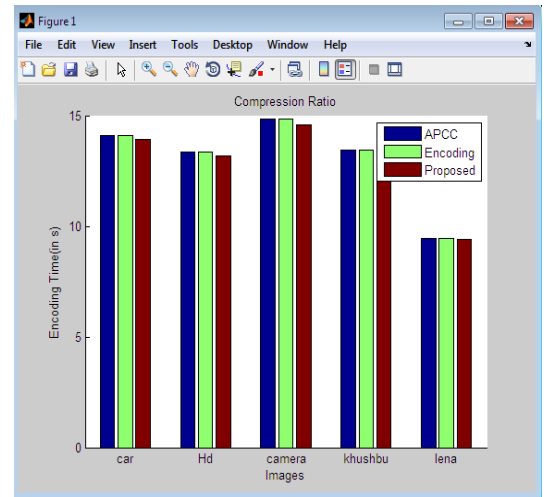 Figure 1
File Edit View Insert Tools Desktop Window Help
Compression Ratio
15
10
5
0
Encoding Time(in s)
APCC
Encoding
Proposed
car Hd camera khushbu lena
Images